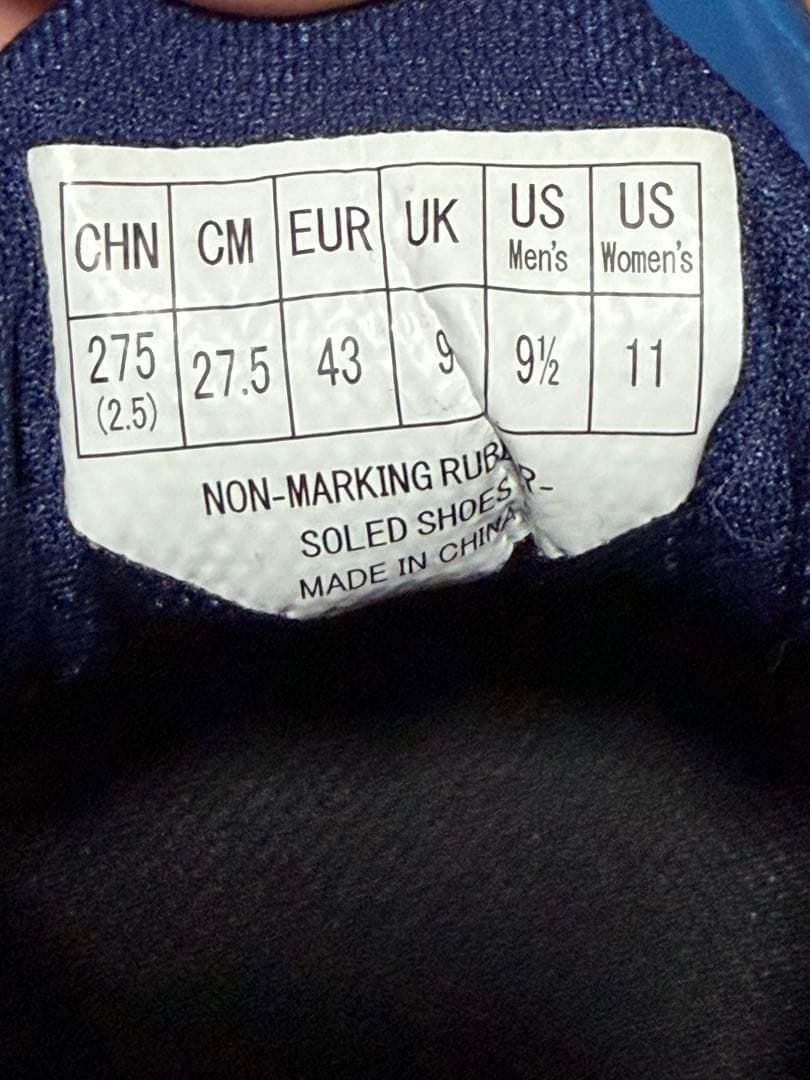 CHN CM EUR UK US Men's US Women's
275 (2.5) 27.5 43 9 9½ 11
NON-MARKING
SOLED SHOES
MADE IN CHINA